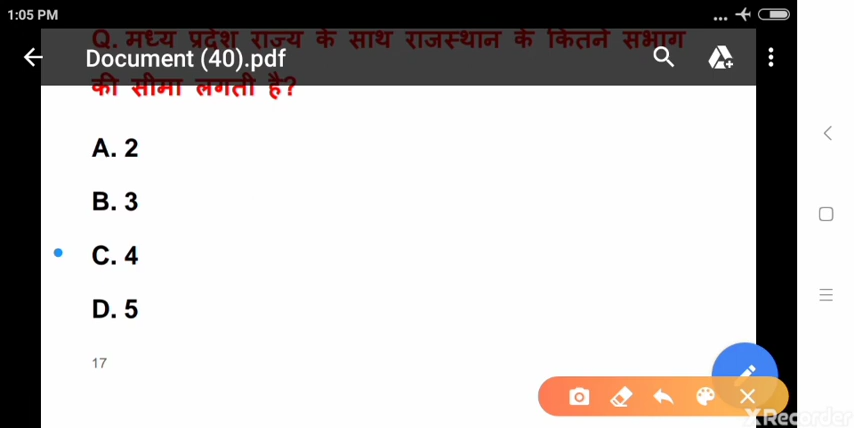 1:05 PM
Q. मध्य प्रदेश राज्य के साथ राजस्थान के कितने संभाग
Document (40).pdf
की सीमा लगती है?
A. 2
B. 3
C. 4
D. 5
17
XRecorder